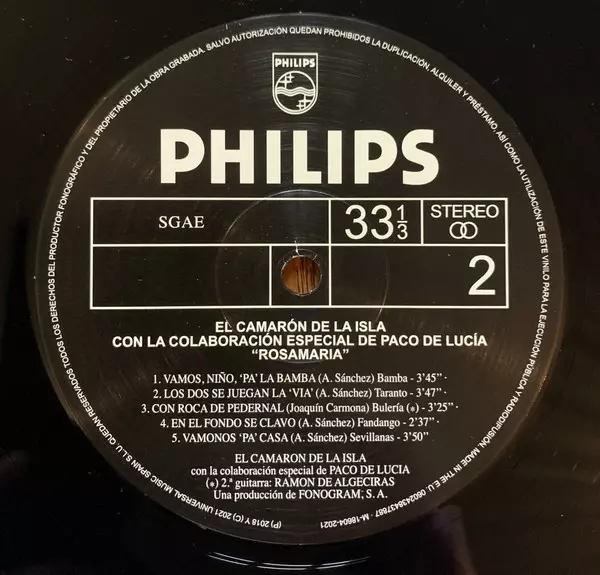 RESERVADOS TODOS LOS DERECHOS DEL PRODUCTOR FONOGRÁFICO Y DEL PROPIETARIO DE LA OBRA GRABADA. SALVO AUTORIZACIÓN QUEDAN PROHIBIDOS LA DUPLICACIÓN, ALQUILER Y PRÉSTAMO, ASÍ COMO LA UTILIZACIÓN DE ESTE VINILO PARA LA EJECUCIÓN PÚBLICA Y RADIODIFUSIÓN. MADE IN THE E.U. 0602438437887 · M-18604-2021
PHILIPS
PHILIPS
SGAE
33 1/3
STEREO
2
EL CAMARÓN DE LA ISLA
CON LA COLABORACIÓN ESPECIAL DE PACO DE LUCÍA
“ROSAMARIA”
1. VAMOS, NIÑO, ‘PA’ LA BAMBA (A. Sánchez) Bamba - 3’45” ·
2. LOS DOS SE JUEGAN LA ‘VIA’ (A. Sánchez) Taranto - 3’47” ·
3. CON ROCA DE PEDERNAL (Joaquín Carmona) Bulería (*) - 3’25” ·
4. EN EL FONDO SE CLAVO (A. Sánchez) Fandango - 2’37” ·
5. VAMONOS ‘PA’ CASA (A. Sánchez) Sevillanas - 3’50”
EL CAMARON DE LA ISLA
con la colaboración especial de PACO DE LUCIA
(*) 2.ª guitarra: RAMON DE ALGECIRAS
Una producción de FONOGRAM, S. A.
(P) 2018 Y (C) 2021 UNIVERSAL MUSIC SPAIN S.L.U. QUEDAN